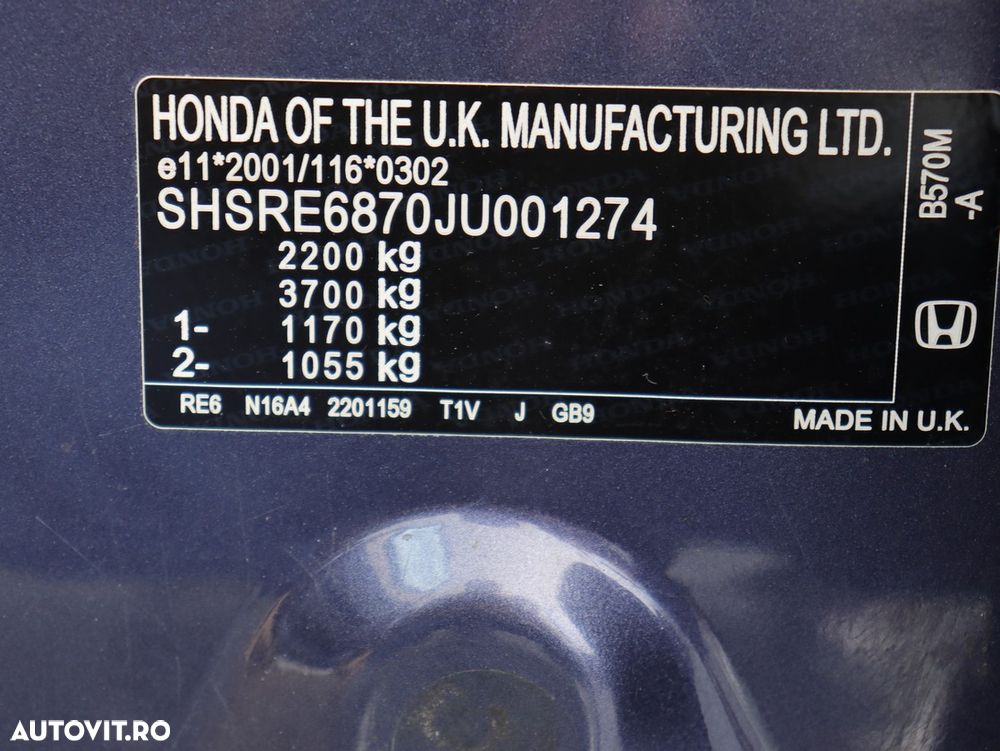 HONDA OF THE U.K. MANUFACTURING LTD.
e11*2001/116*0302
SHSRE6870JU001274
2200 kg
3700 kg
1- 1170 kg
2- 1055 kg
RE6 N16A4 2201159 T1V J GB9
MADE IN U.K.
B570M
-A
AUTOVIT.RO